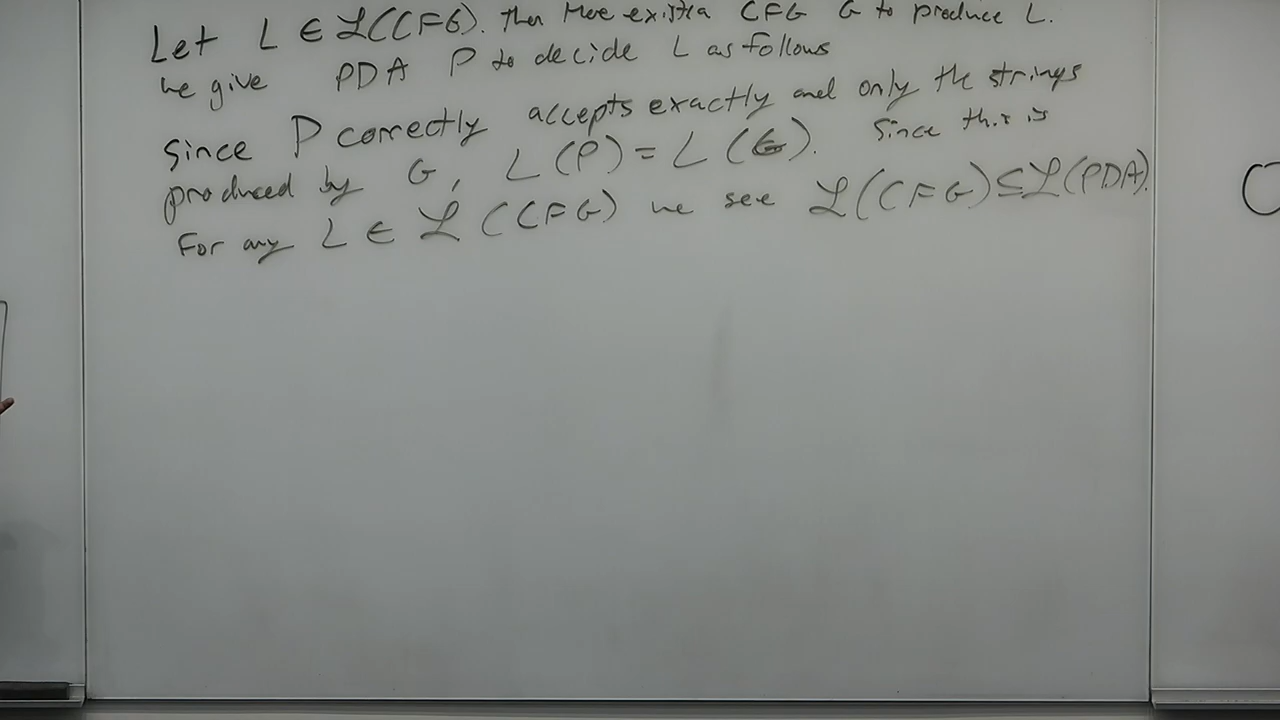 Let L ∈ ℒ(CFG). Then there exists a CFG G to produce L.
we give PDA P to decide L as follows
Since P correctly accepts exactly and only the strings
produced by G, L(P) = L(G). Since this is
For any L ∈ ℒ(CFG) we see ℒ(CFG) ⊆ ℒ(PDA).